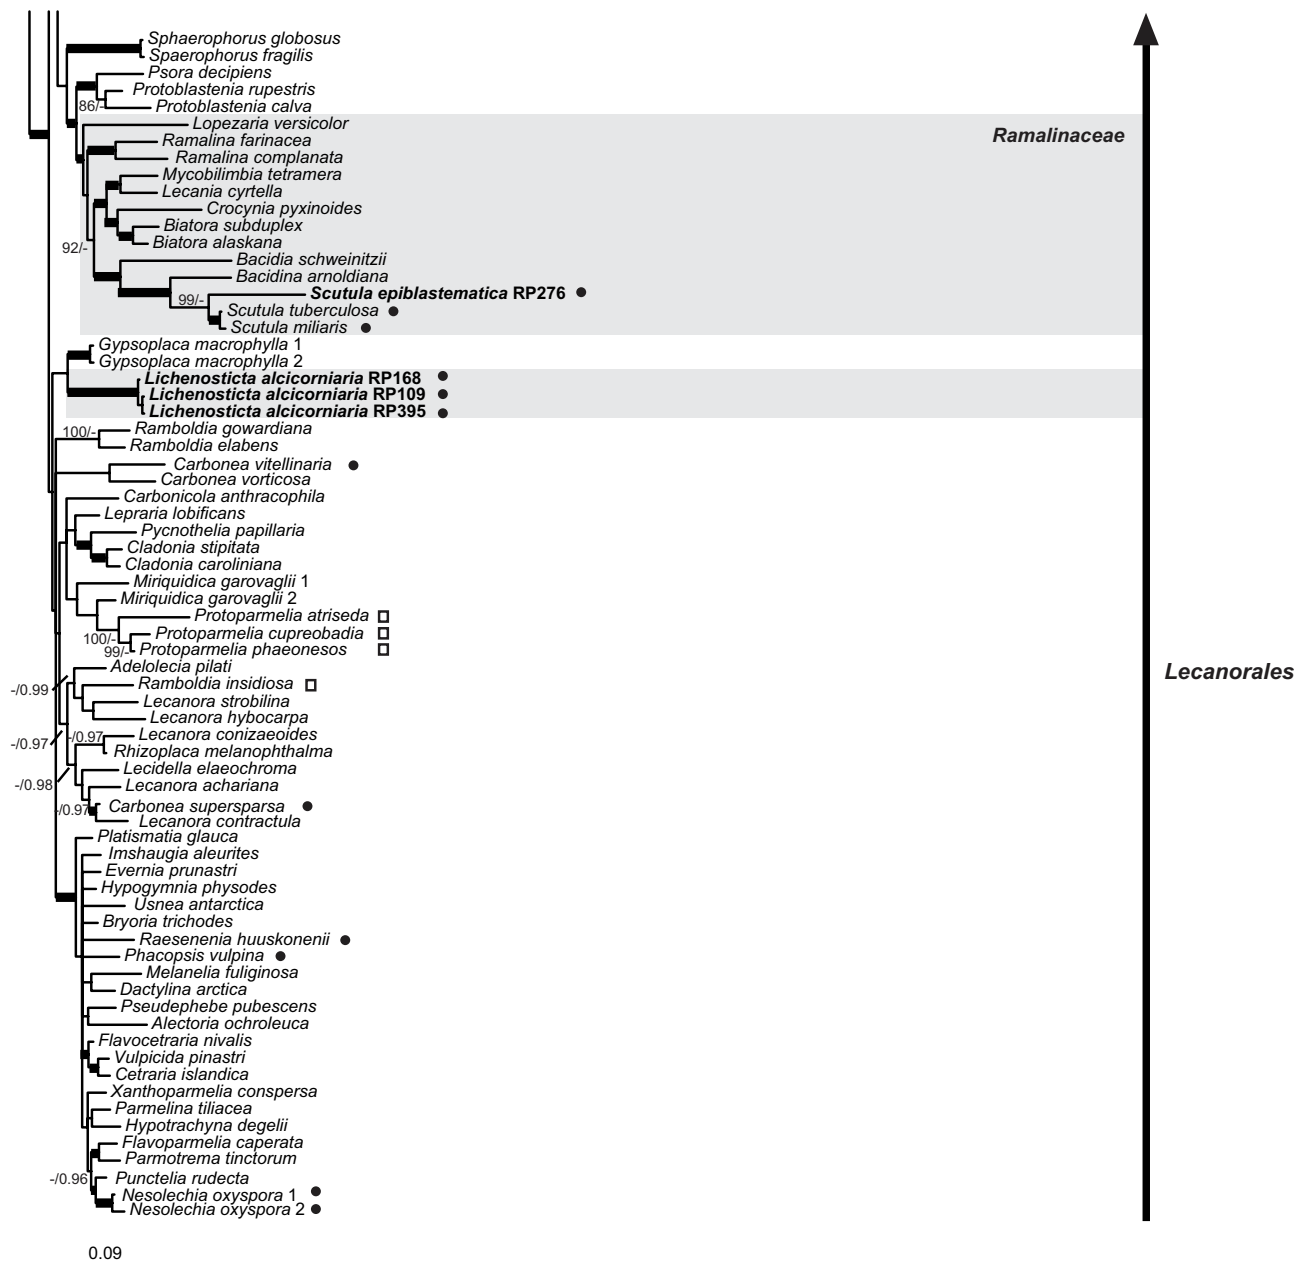 Sphaerophorus globosus
Spaerophorus fragilis
Psora decipiens
Protoblastenia rupestris
86/-
Protoblastenia calva
Lopezaria versicolor
Ramalinaceae
Ramalina farinacea
Ramalina complanata
Mycobilimbia tetramera
Lecania cyrtella
Crocynia pyxinoides
Biatora subduplex
Biatora alaskana
92/-
Bacidia schweinitzii
Bacidina arnoldiana
Scutula epiblastematica RP276
99/-
Scutula tuberculosa
Scutula miliaris
Gypsoplaca macrophylla 1
Gypsoplaca macrophylla 2
Lichenosticta alcicorniaria RP168
Lichenosticta alcicorniaria RP109
Lichenosticta alcicorniaria RP395
Ramboldia gowardiana
100/-
Ramboldia elabens
Carbonea vitellinaria
Carbonea vorticosa
Carbonicola anthracophila
Lepraria lobificans
Pycnothelia papillaria
Cladonia stipitata
Cladonia caroliniana
Miriquidica garovaglii 1
Miriquidica garovaglii 2
Protoparmelia atriseda
Protoparmelia cupreobadia
100/-
Protoparmelia phaeonesos
99/-
Adelolecia pilati
Lecanorales
Ramboldia insidiosa
-/0.99
Lecanora strobilina
Lecanora hybocarpa
Lecanora conizaeoides
-/0.97
-/0.97
Rhizoplaca melanophthalma
Lecidella elaeochroma
-/0.98
Lecanora achariana
Carbonea supersparsa
-/0.97
Lecanora contractula
Platismatia glauca
Imshaugia aleurites
Evernia prunastri
Hypogymnia physodes
Usnea antarctica
Bryoria trichodes
Raesenenia huuskonenii
Phacopsis vulpina
Melanelia fuliginosa
Dactylina arctica
Pseudephebe pubescens
Alectoria ochroleuca
Flavocetraria nivalis
Vulpicida pinastri
Cetraria islandica
Xanthoparmelia conspersa
Parmelina tiliacea
Hypotrachyna degelii
Flavoparmelia caperata
Parmotrema tinctorum
-/0.96
Punctelia rudecta
Nesolechia oxyspora 1
Nesolechia oxyspora 2
0.09